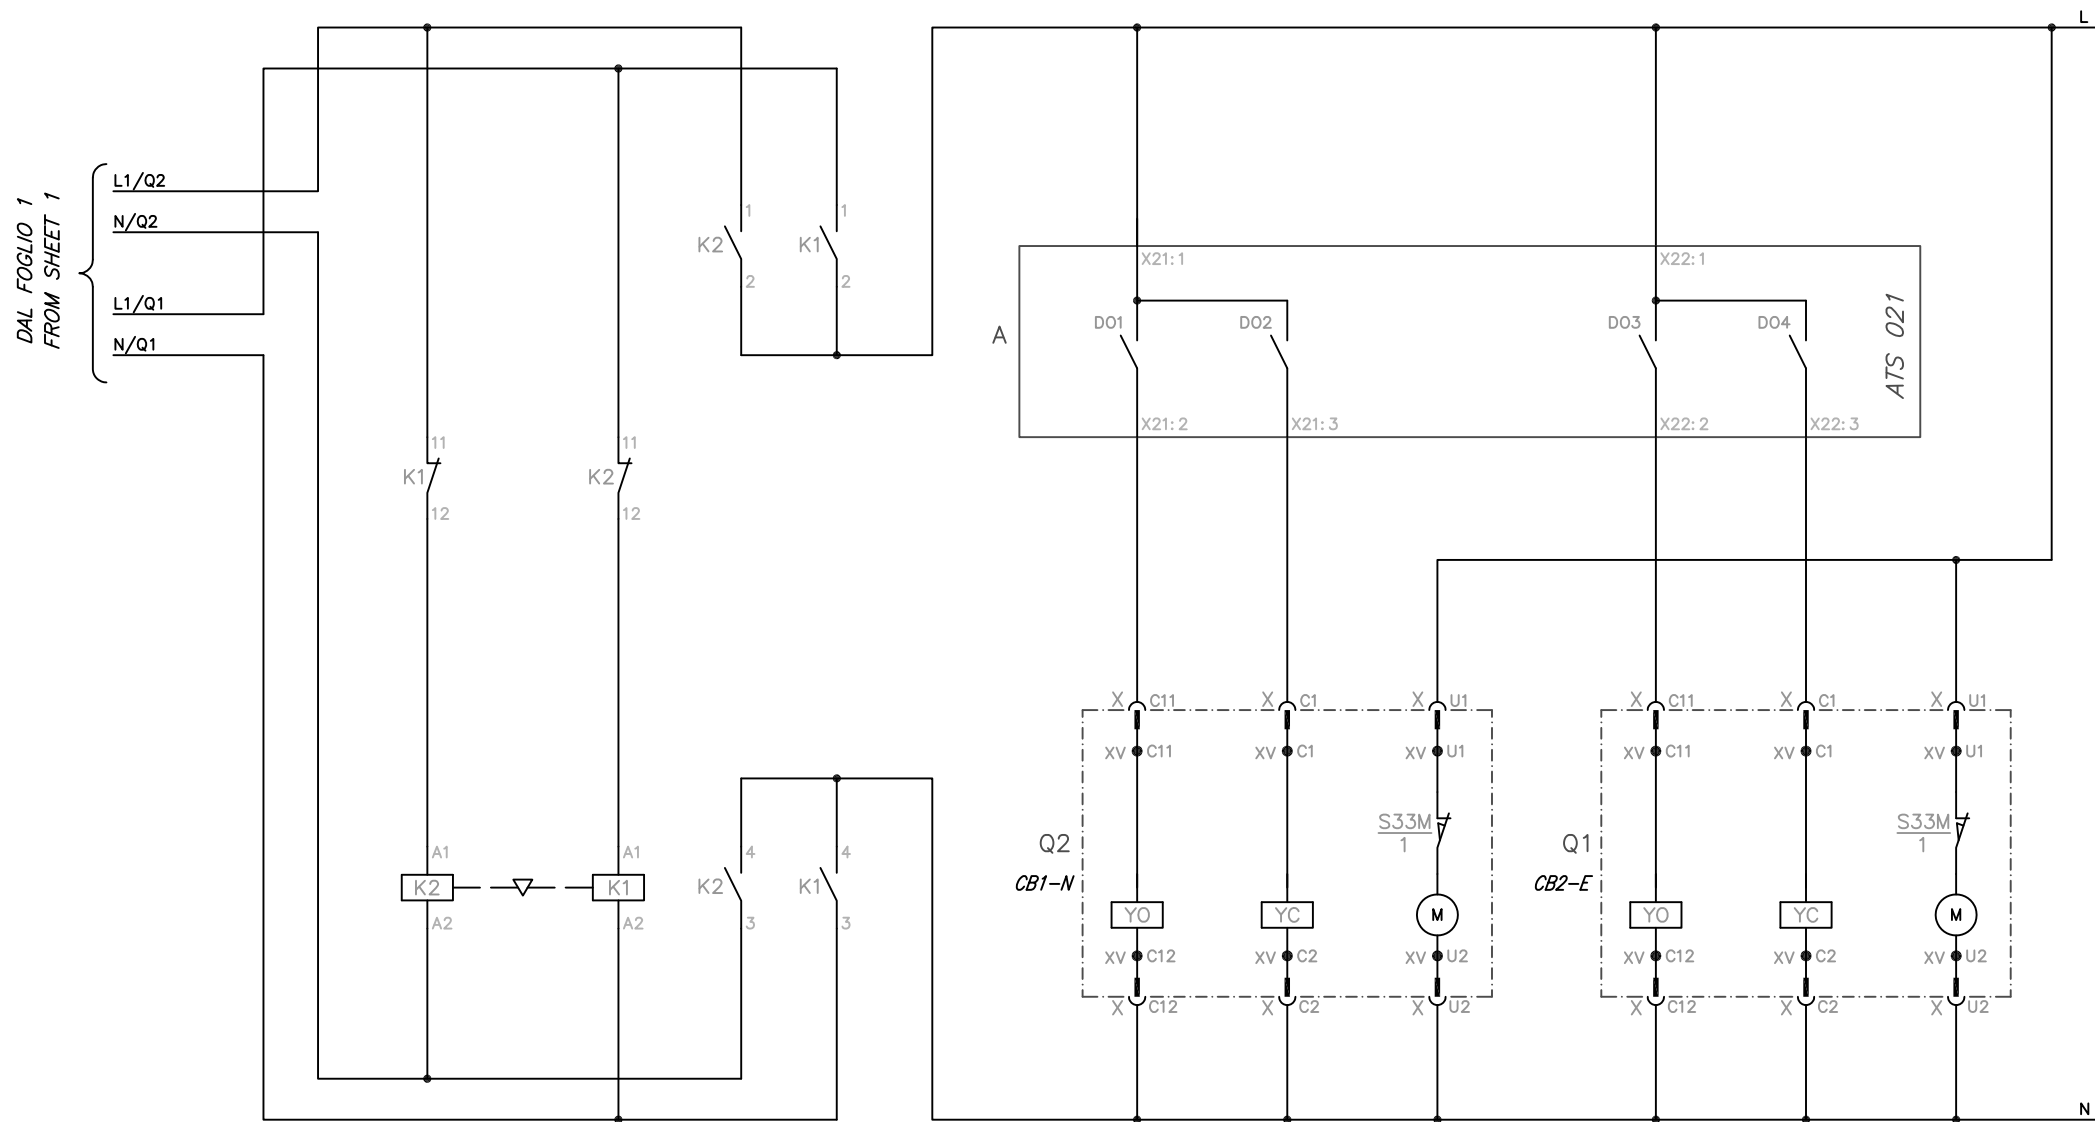 L
DAL FOGLIO 1
FROM SHEET 1
L1/Q2
N/Q2
L1/Q1
N/Q1
1 1
K2 K1
2 2
X21:1 X22:1
A
DO1 DO2 DO3 DO4
ATS 021
X21:2 X21:3 X22:2 X22:3
11 11
K1 K2
12 12
X C11 X C1 X U1 X C11 X C1 X U1
XV C11 XV C1 XV U1 XV C11 XV C1 XV U1
S33M S33M
1 1
Q2 Q1
CB1-N CB2-E
A1 A1 4 4
K2 K1 K2 K1
A2 A2 3 3
YO YC M YO YC M
XV C12 XV C2 XV U2 XV C12 XV C2 XV U2
X C12 X C2 X U2 X C12 X C2 X U2
N